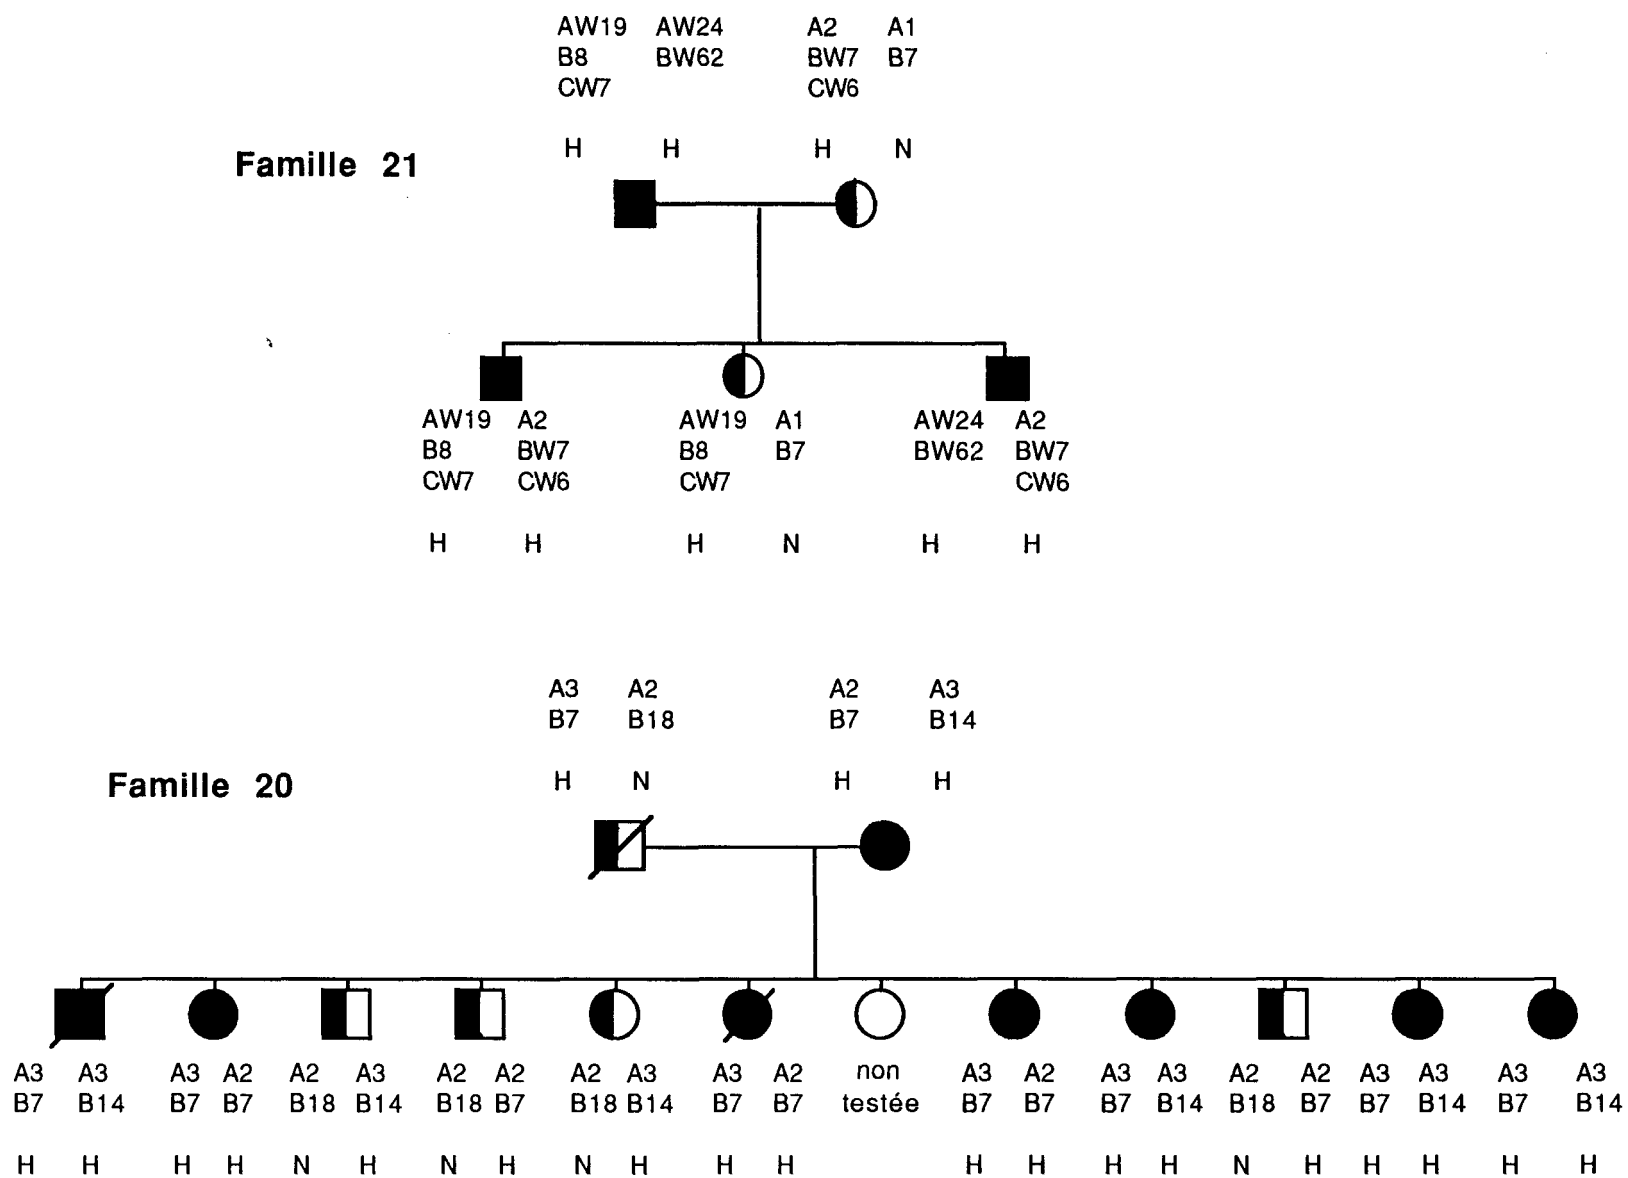 AW19 AW24 A2 A1
B8 BW62 BW7 B7
CW7 CW6
H H H N
Famille 21
AW19 A2 AW19 A1 AW24 A2
B8 BW7 B8 B7 BW62 BW7
CW7 CW6 CW7 CW6
H H H N H H
A3 A2 A2 A3
B7 B18 B7 B14
H N H H
Famille 20
A3 A3 A3 A2 A2 A3 A2 A2 A2 A3 A3 A2 non A3 A2 A3 A3 A2 A2 A3 A3 A3 A3
B7 B14 B7 B7 B18 B14 B18 B7 B18 B14 B7 B7 testée B7 B7 B7 B14 B18 B7 B7 B14 B7 B14
H H H H N H N H N H H H H H H H N H H H H H